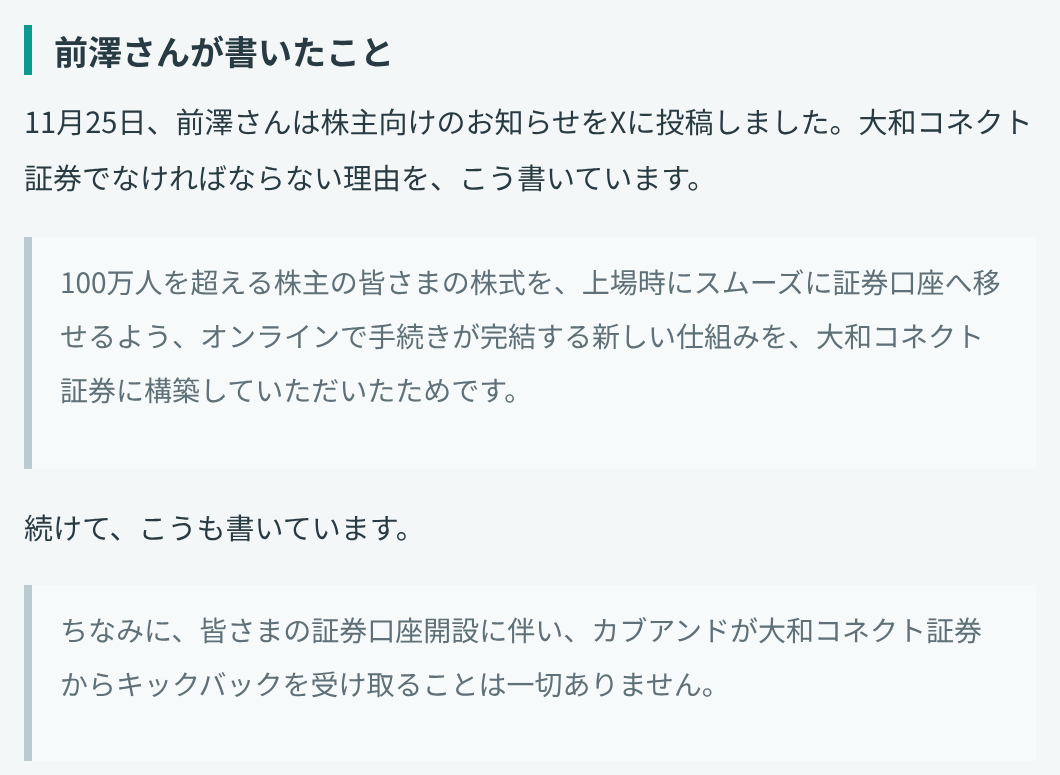 前澤さんが書いたこと
11月25日、前澤さんは株主向けのお知らせをXに投稿しました。大和コネクト
証券でなければならない理由を、こう書いています。
100万人を超える株主の皆さまの株式を、上場時にスムーズに証券口座へ移
せるよう、オンラインで手続きが完結する新しい仕組みを、大和コネクト
証券に構築していただいたためです。
続けて、こうも書いています。
ちなみに、皆さまの証券口座開設に伴い、カブアンドが大和コネクト証券
からキックバックを受け取ることは一切ありません。